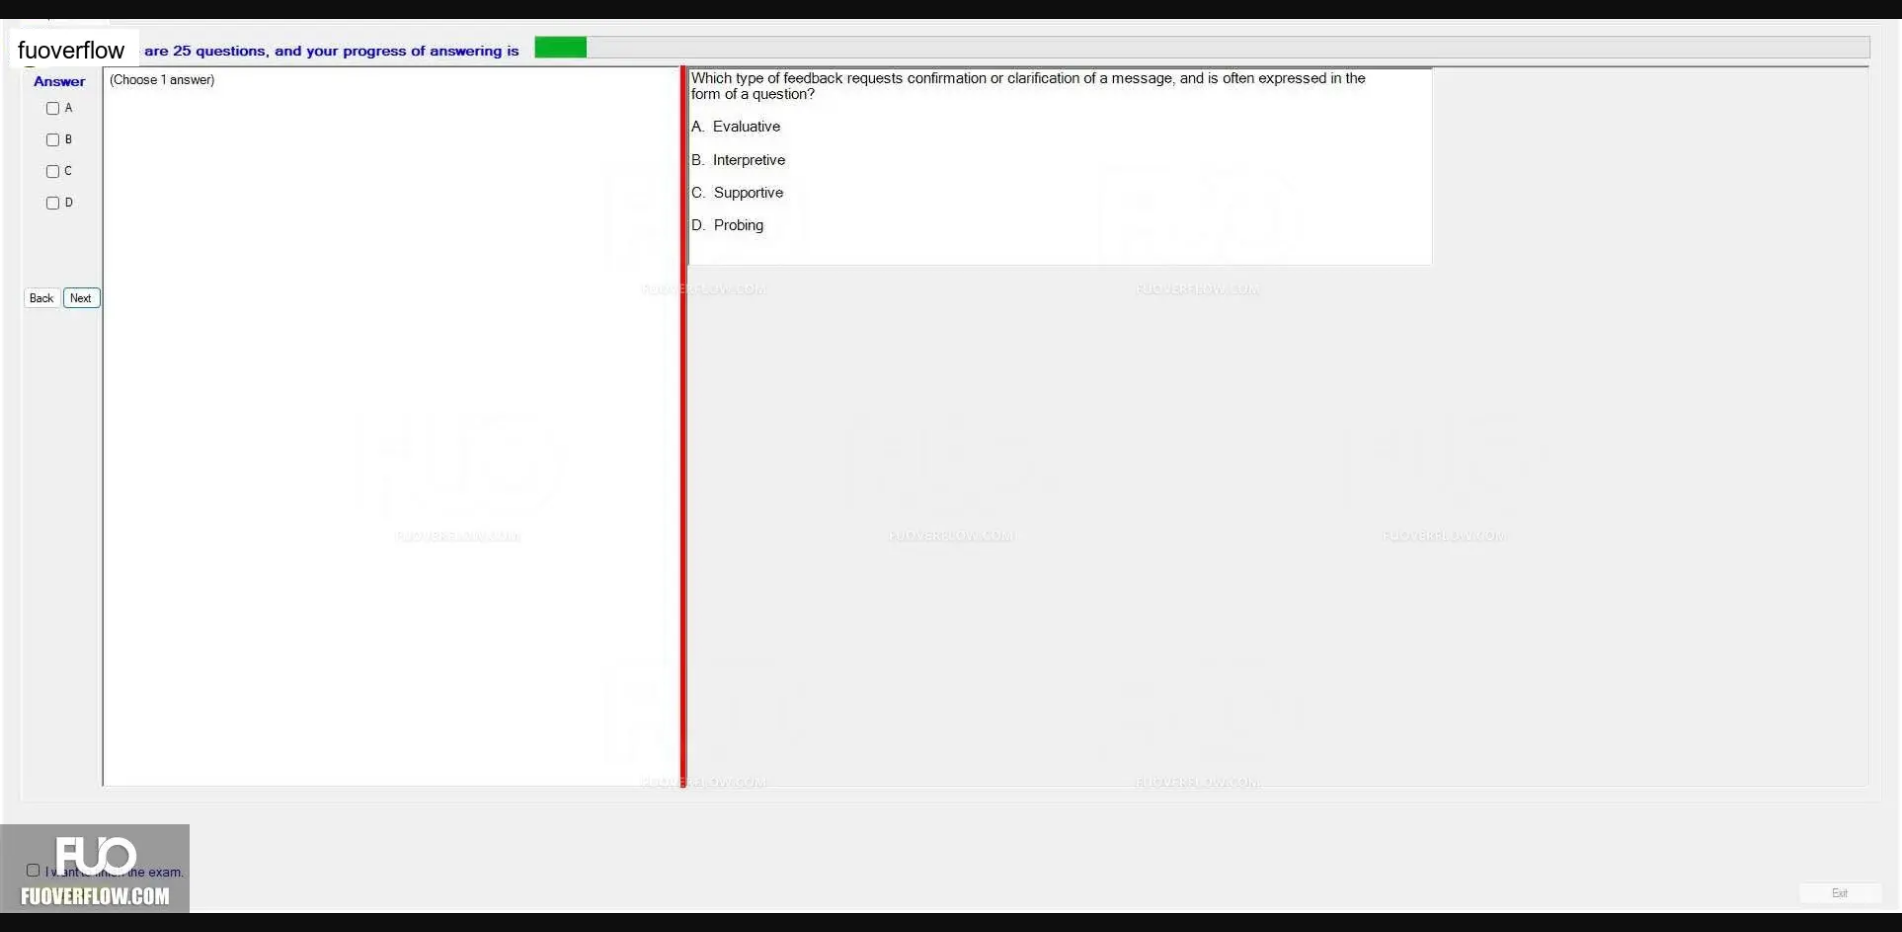 fuoverflow are 25 questions, and your progress of answering is
Answer
(Choose 1 answer)
A
B
C
D
Back Next
Which type of feedback requests confirmation or clarification of a message, and is often expressed in the
form of a question?
A. Evaluative
B. Interpretive
C. Supportive
D. Probing
FUOVERFLOW.COM
FUOVERFLOW.COM
FUOVERFLOW.COM
FUOVERFLOW.COM
FUOVERFLOW.COM
FUOVERFLOW.COM
FUOVERFLOW.COM
FUO
I want to finish the exam.
FUOVERFLOW.COM
Exit